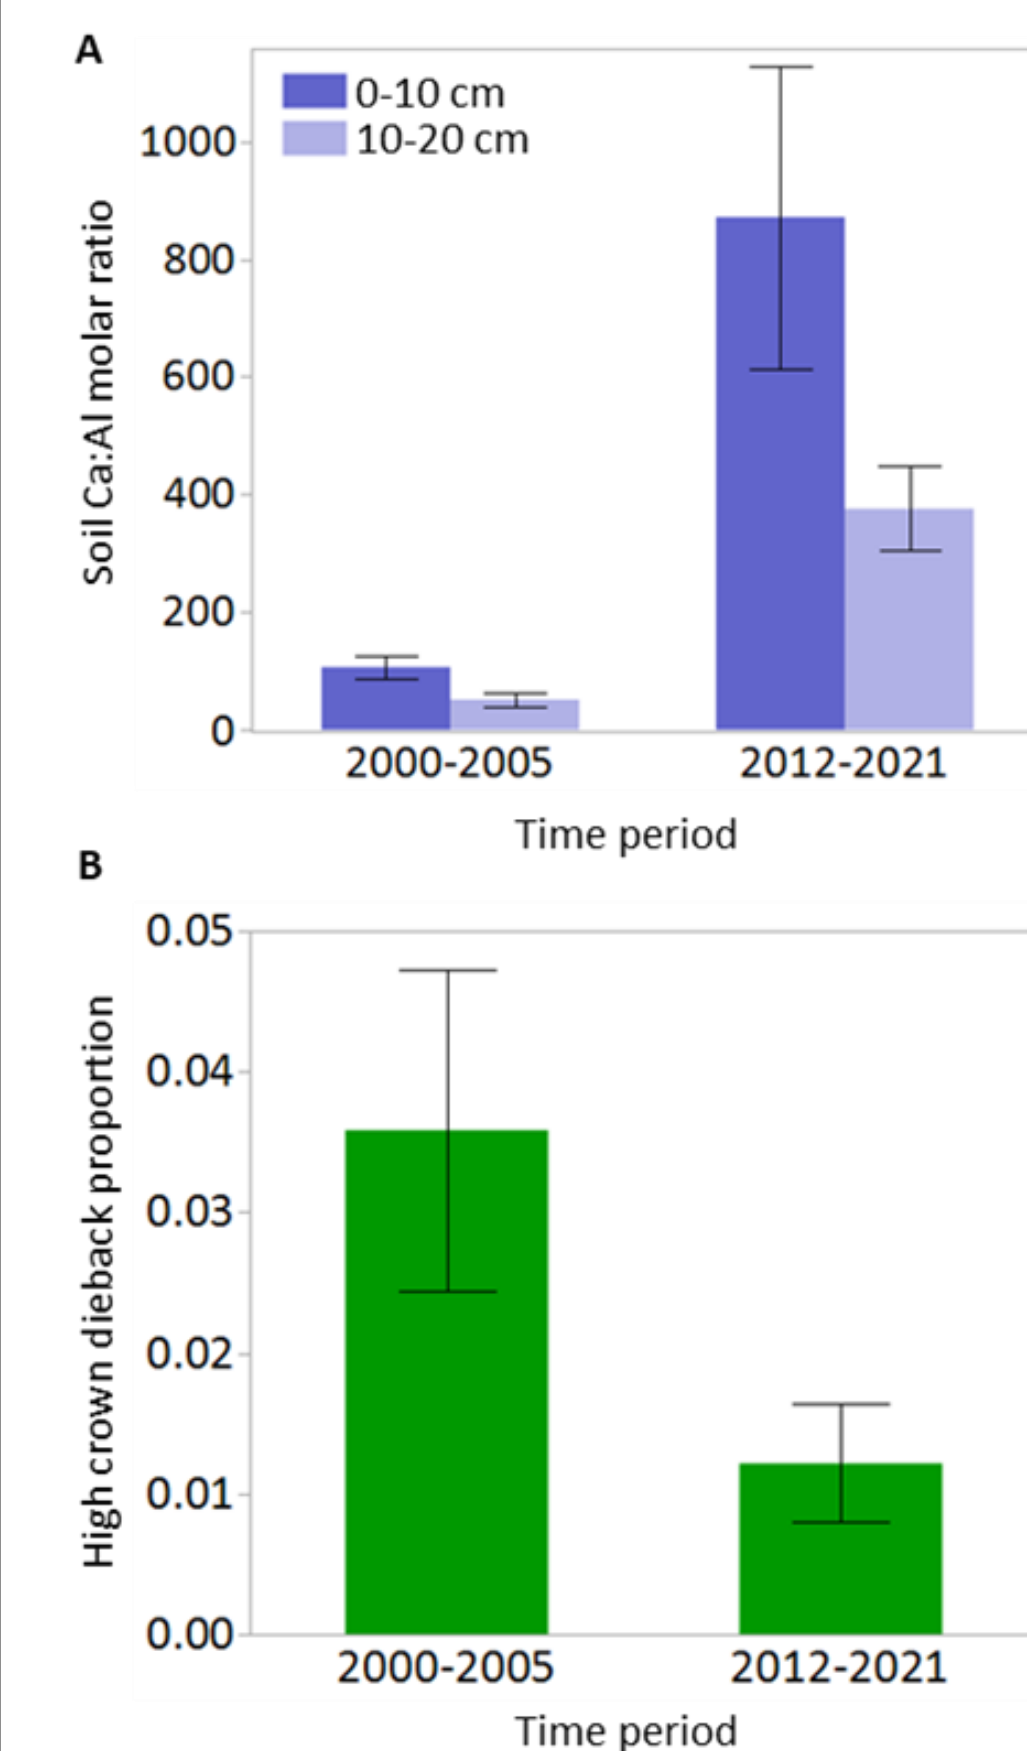 A
0-10 cm
10-20 cm
1000
800
600
400
200
0
Soil Ca:Al molar ratio
2000-2005 2012-2021
Time period
B
0.05
0.04
0.03
0.02
0.01
0.00
High crown dieback proportion
2000-2005 2012-2021
Time period